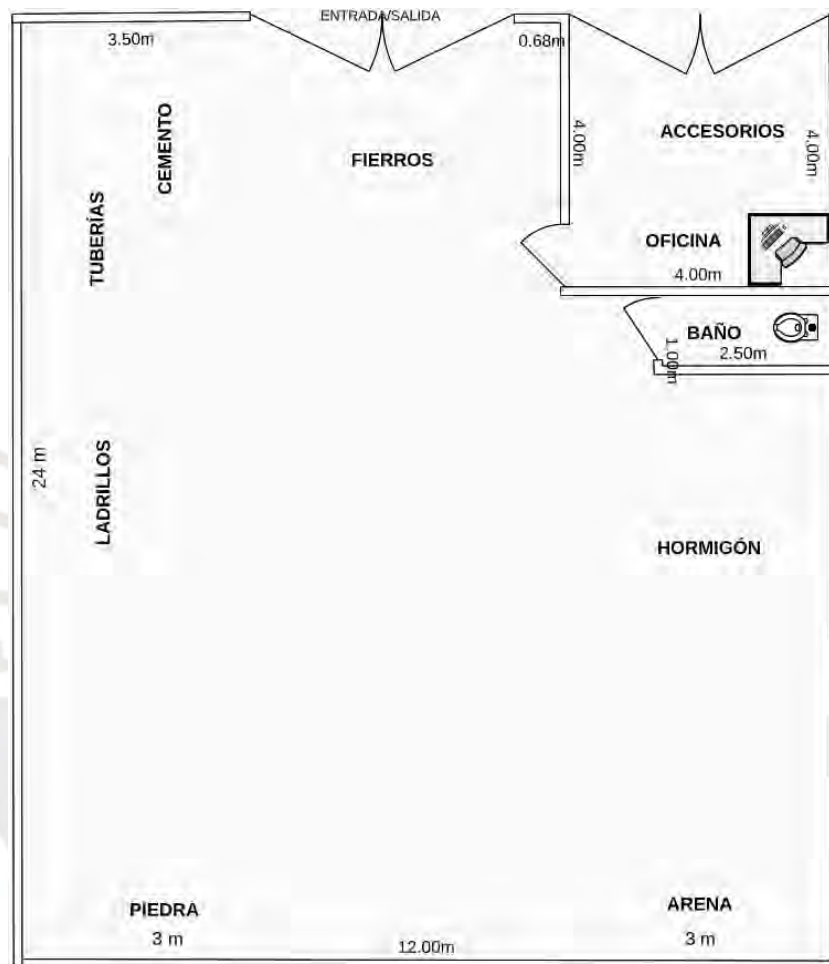 ENTRADA/SALIDA
3.50m
0.68m
CEMENTO
FIERROS
4.00m
ACCESORIOS
4.00m
TUBERÍAS
OFICINA
4.00m
BAÑO
2.50m
1.00m
24 m
LADRILLOS
HORMIGÓN
PIEDRA
3 m
12.00m
ARENA
3 m